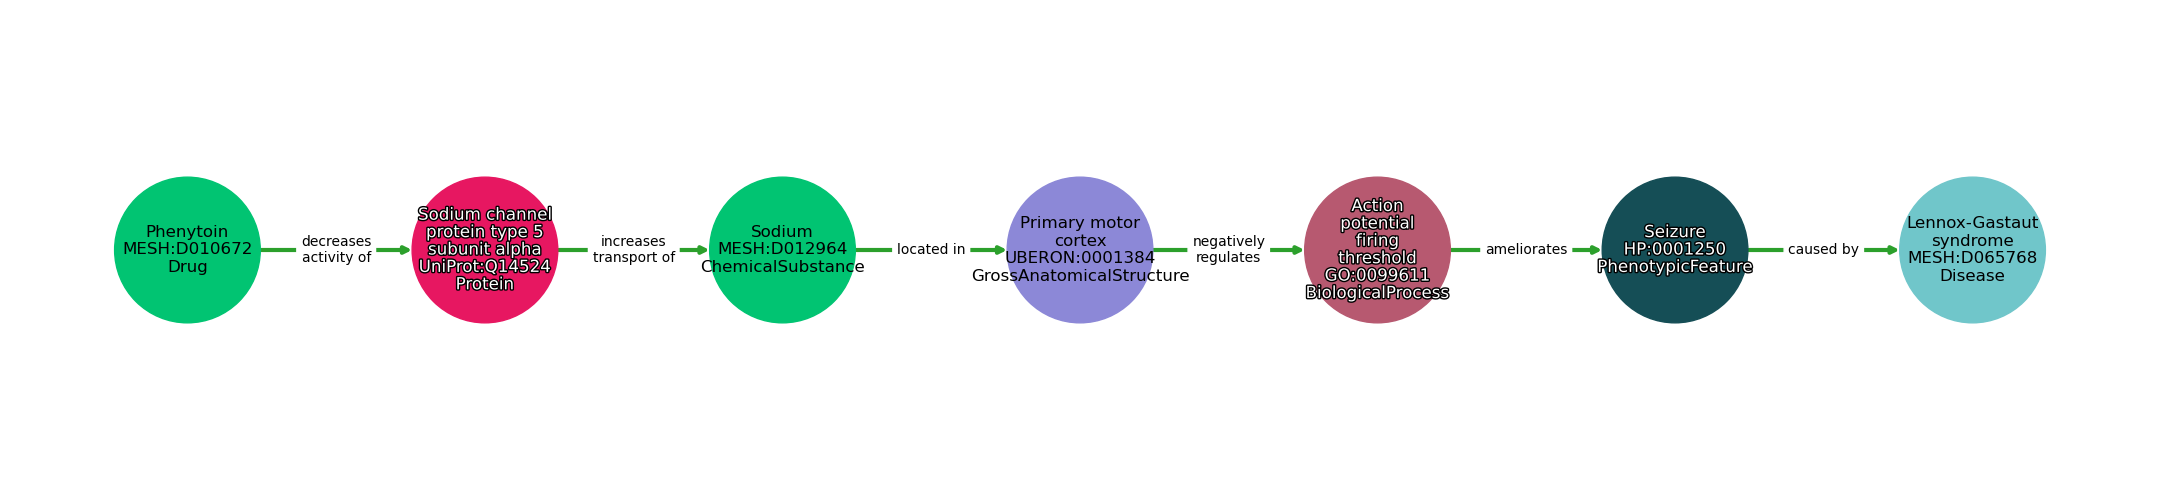 Phenytoin
MESH:D010672
Drug
decreases
activity of
Sodium channel
protein type 5
subunit alpha
UniProt:Q14524
Protein
increases
transport of
Sodium
MESH:D012964
ChemicalSubstance
located in
Primary motor
cortex
UBERON:0001384
GrossAnatomicalStructure
negatively
regulates
Action
potential
firing
threshold
GO:0099611
BiologicalProcess
ameliorates
Seizure
HP:0001250
PhenotypicFeature
caused by
Lennox-Gastaut
syndrome
MESH:D065768
Disease